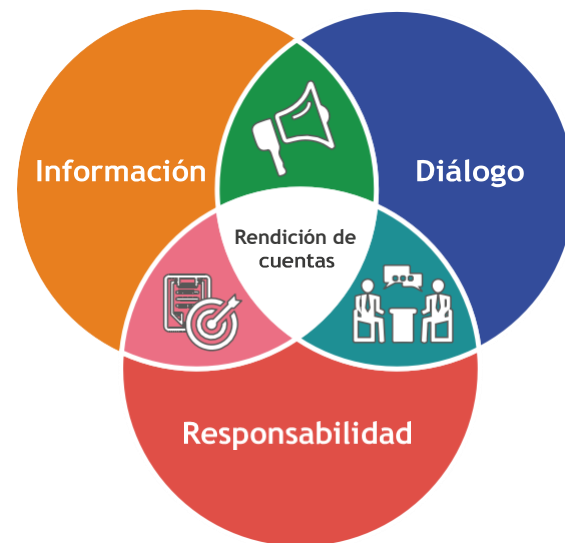 Información
Diálogo
Rendición de
cuentas
Responsabilidad